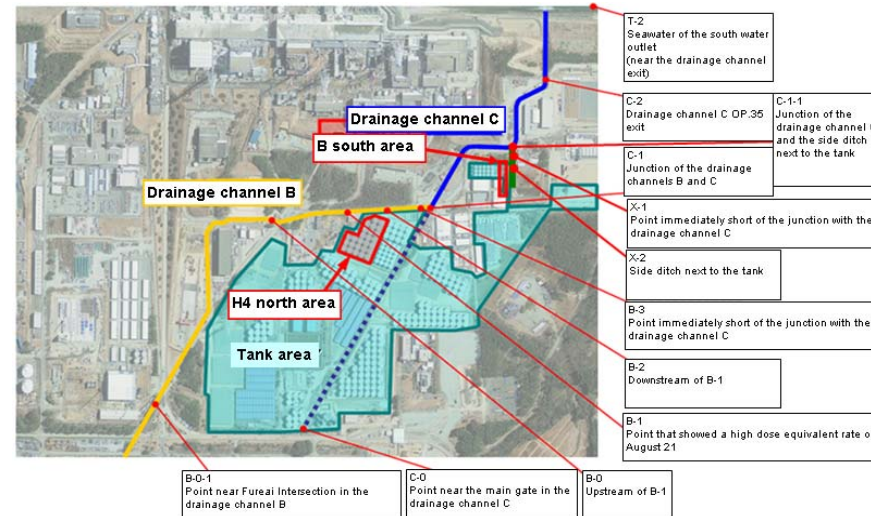 T-2
Seawater of the south water
outlet
(near the drainage channel
exit)
C-2
Drainage channel C OP.35
exit
C-1-1
Junction of the
drainage channel
and the side ditch
next to the tank
Drainage channel C
B south area
C-1
Junction of the drainage
channels B and C
Drainage channel B
X-1
Point immediately short of the junction with the
drainage channel C
X-2
Side ditch next to the tank
H4 north area
B-3
Point immediately short of the junction with the
drainage channel C
Tank area
B-2
Downstream of B-1
B-1
Point that showed a high dose equivalent rate
August 21
B-0-1
Point near Fureai Intersection in the
drainage channel B
C-0
Point near the main gate in the
drainage channel C
B-0
Upstream of B-1